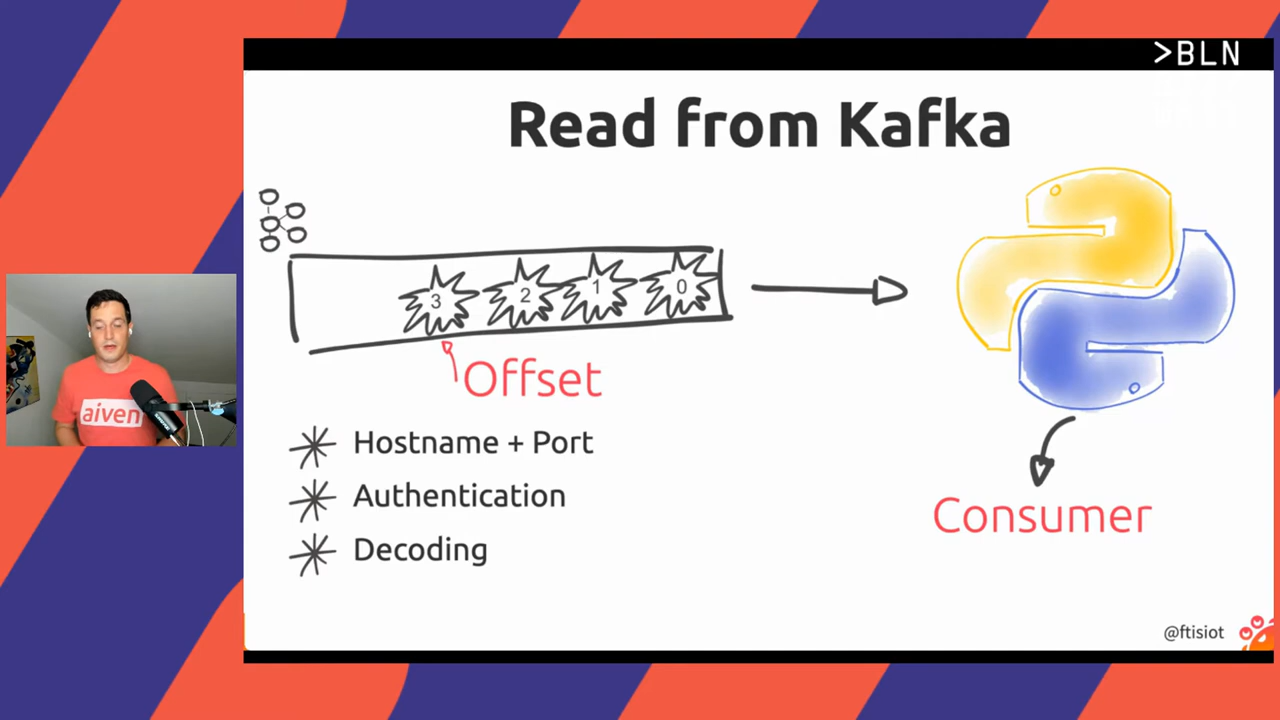 >BLN
Read from Kafka
3 2 1 0
Offset
Hostname + Port
Authentication
Decoding
Consumer
aiven
@ftisiot